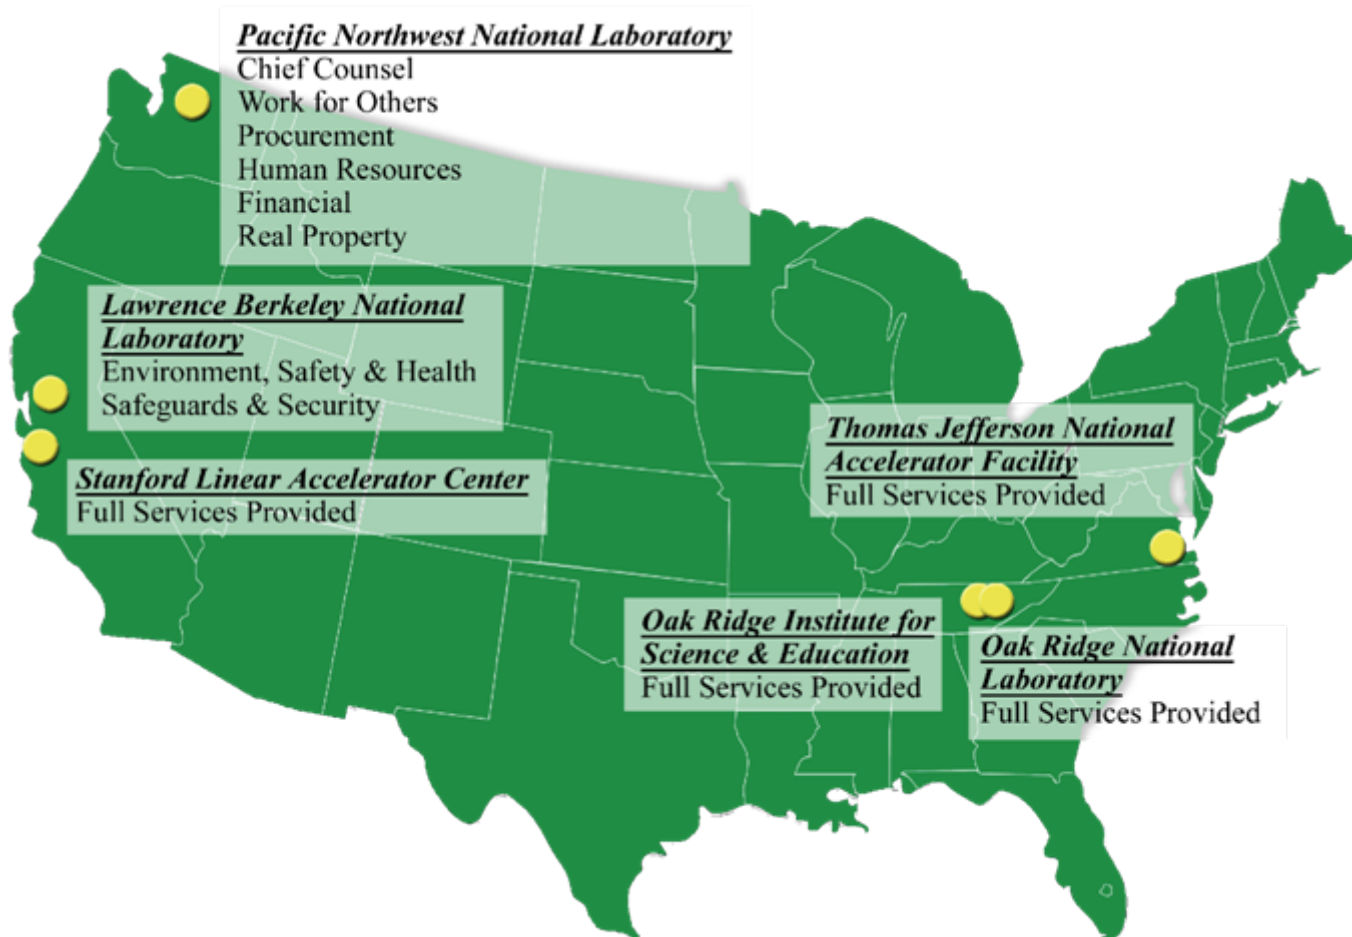 Pacific Northwest National Laboratory
Chief Counsel
Work for Others
Procurement
Human Resources
Financial
Real Property
Lawrence Berkeley National
Laboratory
Environment, Safety & Health
Safeguards & Security
Stanford Linear Accelerator Center
Full Services Provided
Thomas Jefferson National
Accelerator Facility
Full Services Provided
Oak Ridge Institute for
Science & Education
Full Services Provided
Oak Ridge National
Laboratory
Full Services Provided